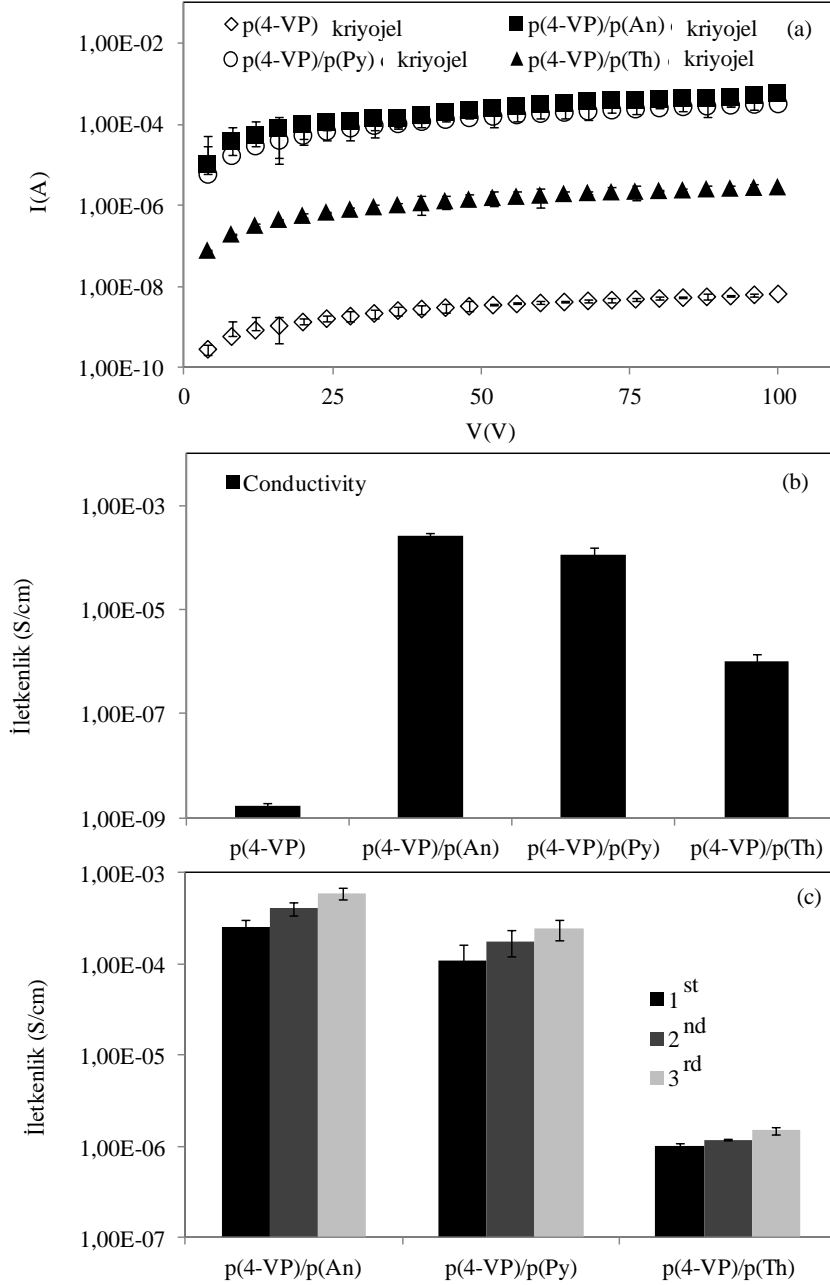 p(4-VP) kriyojel
p(4-VP)/p(An) kriyojel
(a)
p(4-VP)/p(Py) kriyojel
p(4-VP)/p(Th) kriyojel
1,00E-02
1,00E-04
1,00E-06
1,00E-08
1,00E-10
I(A)
0 25 50 75 100
V(V)
Conductivity
(b)
1,00E-03
1,00E-05
1,00E-07
1,00E-09
İletkenlik (S/cm)
p(4-VP) p(4-VP)/p(An) p(4-VP)/p(Py) p(4-VP)/p(Th)
(c)
1,00E-03
1,00E-04
1,00E-05
1,00E-06
1,00E-07
İletkenlik (S/cm)
1st
2nd
3rd
p(4-VP)/p(An) p(4-VP)/p(Py) p(4-VP)/p(Th)